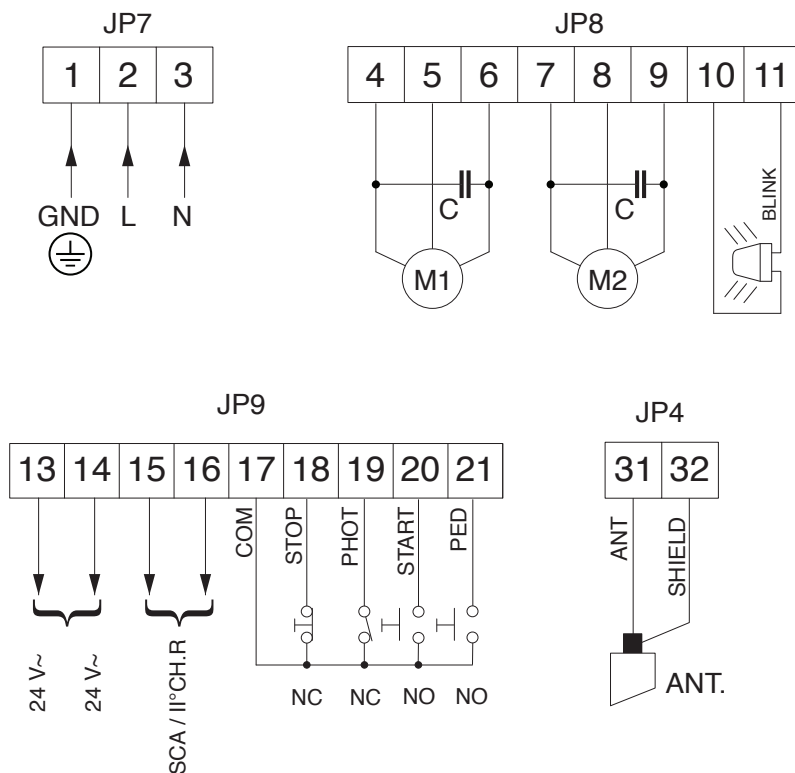 JP7
JP8
1 2 3
4 5 6 7 8 9 10 11
GND L N
C
C
BLINK
M1
M2
JP9
JP4
13 14 15 16 17 18 19 20 21
31 32
COM
STOP
PHOT
START
PED
ANT
SHIELD
24 V~
24 V~
SCA / II°CH.R
NC NC NO NO
ANT.